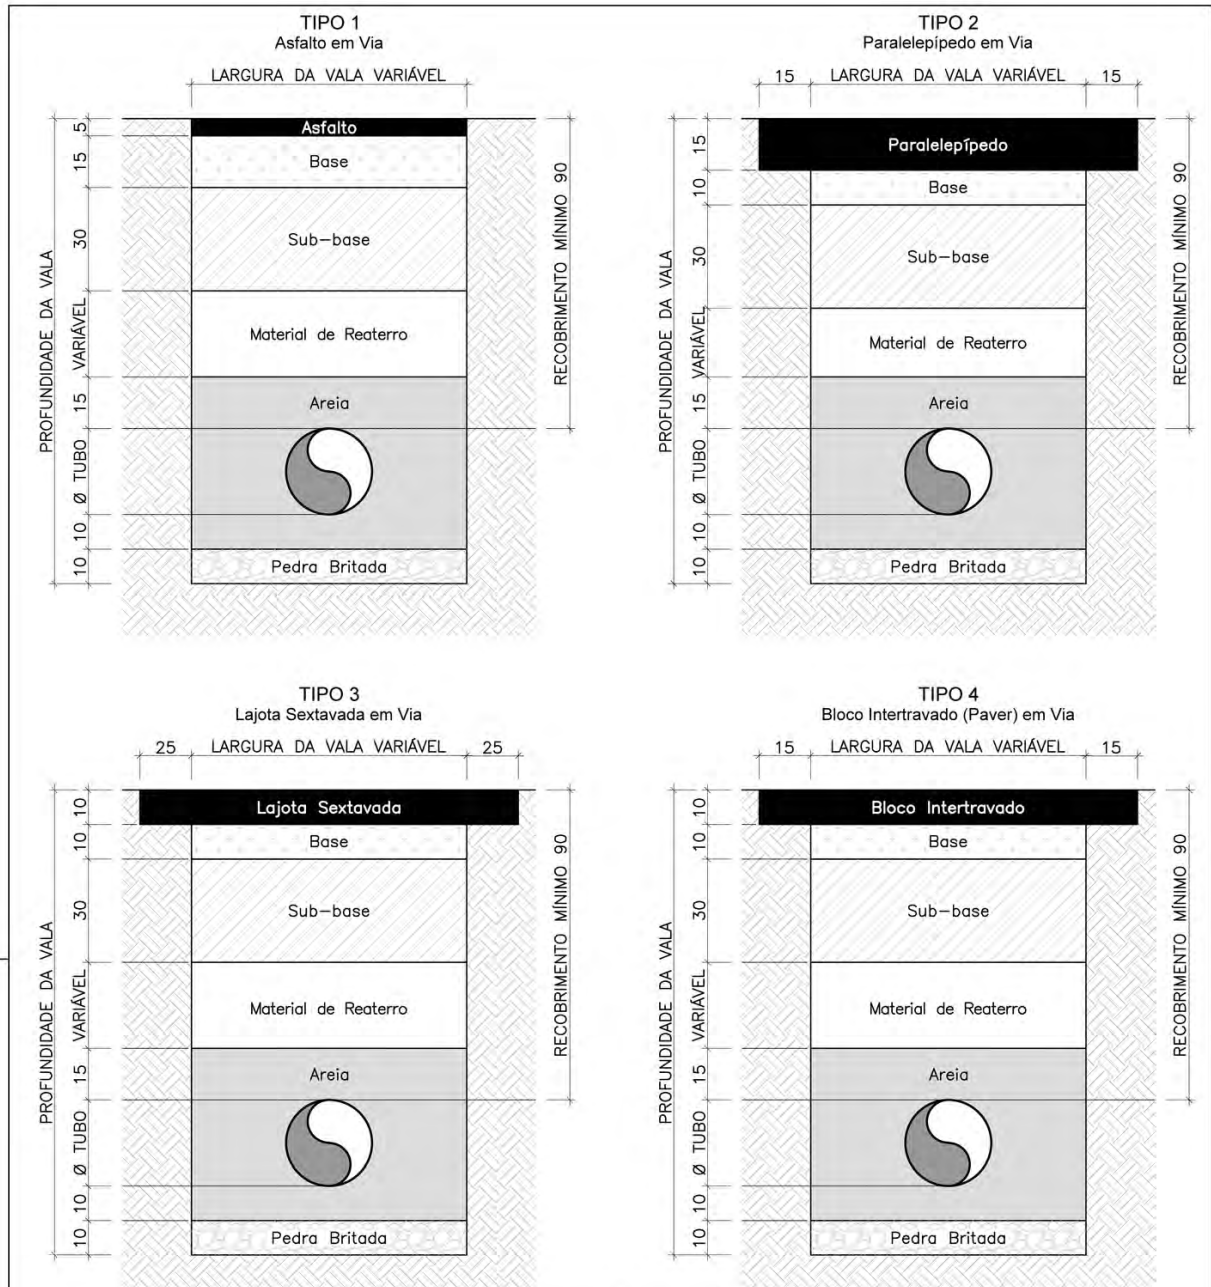 TIPO 1
Asfalto em Via
LARGURA DA VALA VARIÁVEL
PROFUNDIDADE DA VALA
5
15
30
VARIÁVEL
15
Ø TUBO
10
10
Asfalto
Base
Sub-base
Material de Reaterro
Areia
Pedra Britada
RECOBRIMENTO MÍNIMO 90
TIPO 2
Paralelepípedo em Via
15 LARGURA DA VALA VARIÁVEL 15
PROFUNDIDADE DA VALA
15
10
30
VARIÁVEL
15
Ø TUBO
10
10
Paralelepípedo
Base
Sub-base
Material de Reaterro
Areia
Pedra Britada
RECOBRIMENTO MÍNIMO 90
TIPO 3
Lajota Sextavada em Via
25 LARGURA DA VALA VARIÁVEL 25
PROFUNDIDADE DA VALA
10
10
30
VARIÁVEL
15
Ø TUBO
10
10
Lajota Sextavada
Base
Sub-base
Material de Reaterro
Areia
Pedra Britada
RECOBRIMENTO MÍNIMO 90
TIPO 4
Bloco Intertravado (Paver) em Via
15 LARGURA DA VALA VARIÁVEL 15
PROFUNDIDADE DA VALA
10
10
30
VARIÁVEL
15
Ø TUBO
10
10
Bloco Intertravado
Base
Sub-base
Material de Reaterro
Areia
Pedra Britada
RECOBRIMENTO MÍNIMO 90